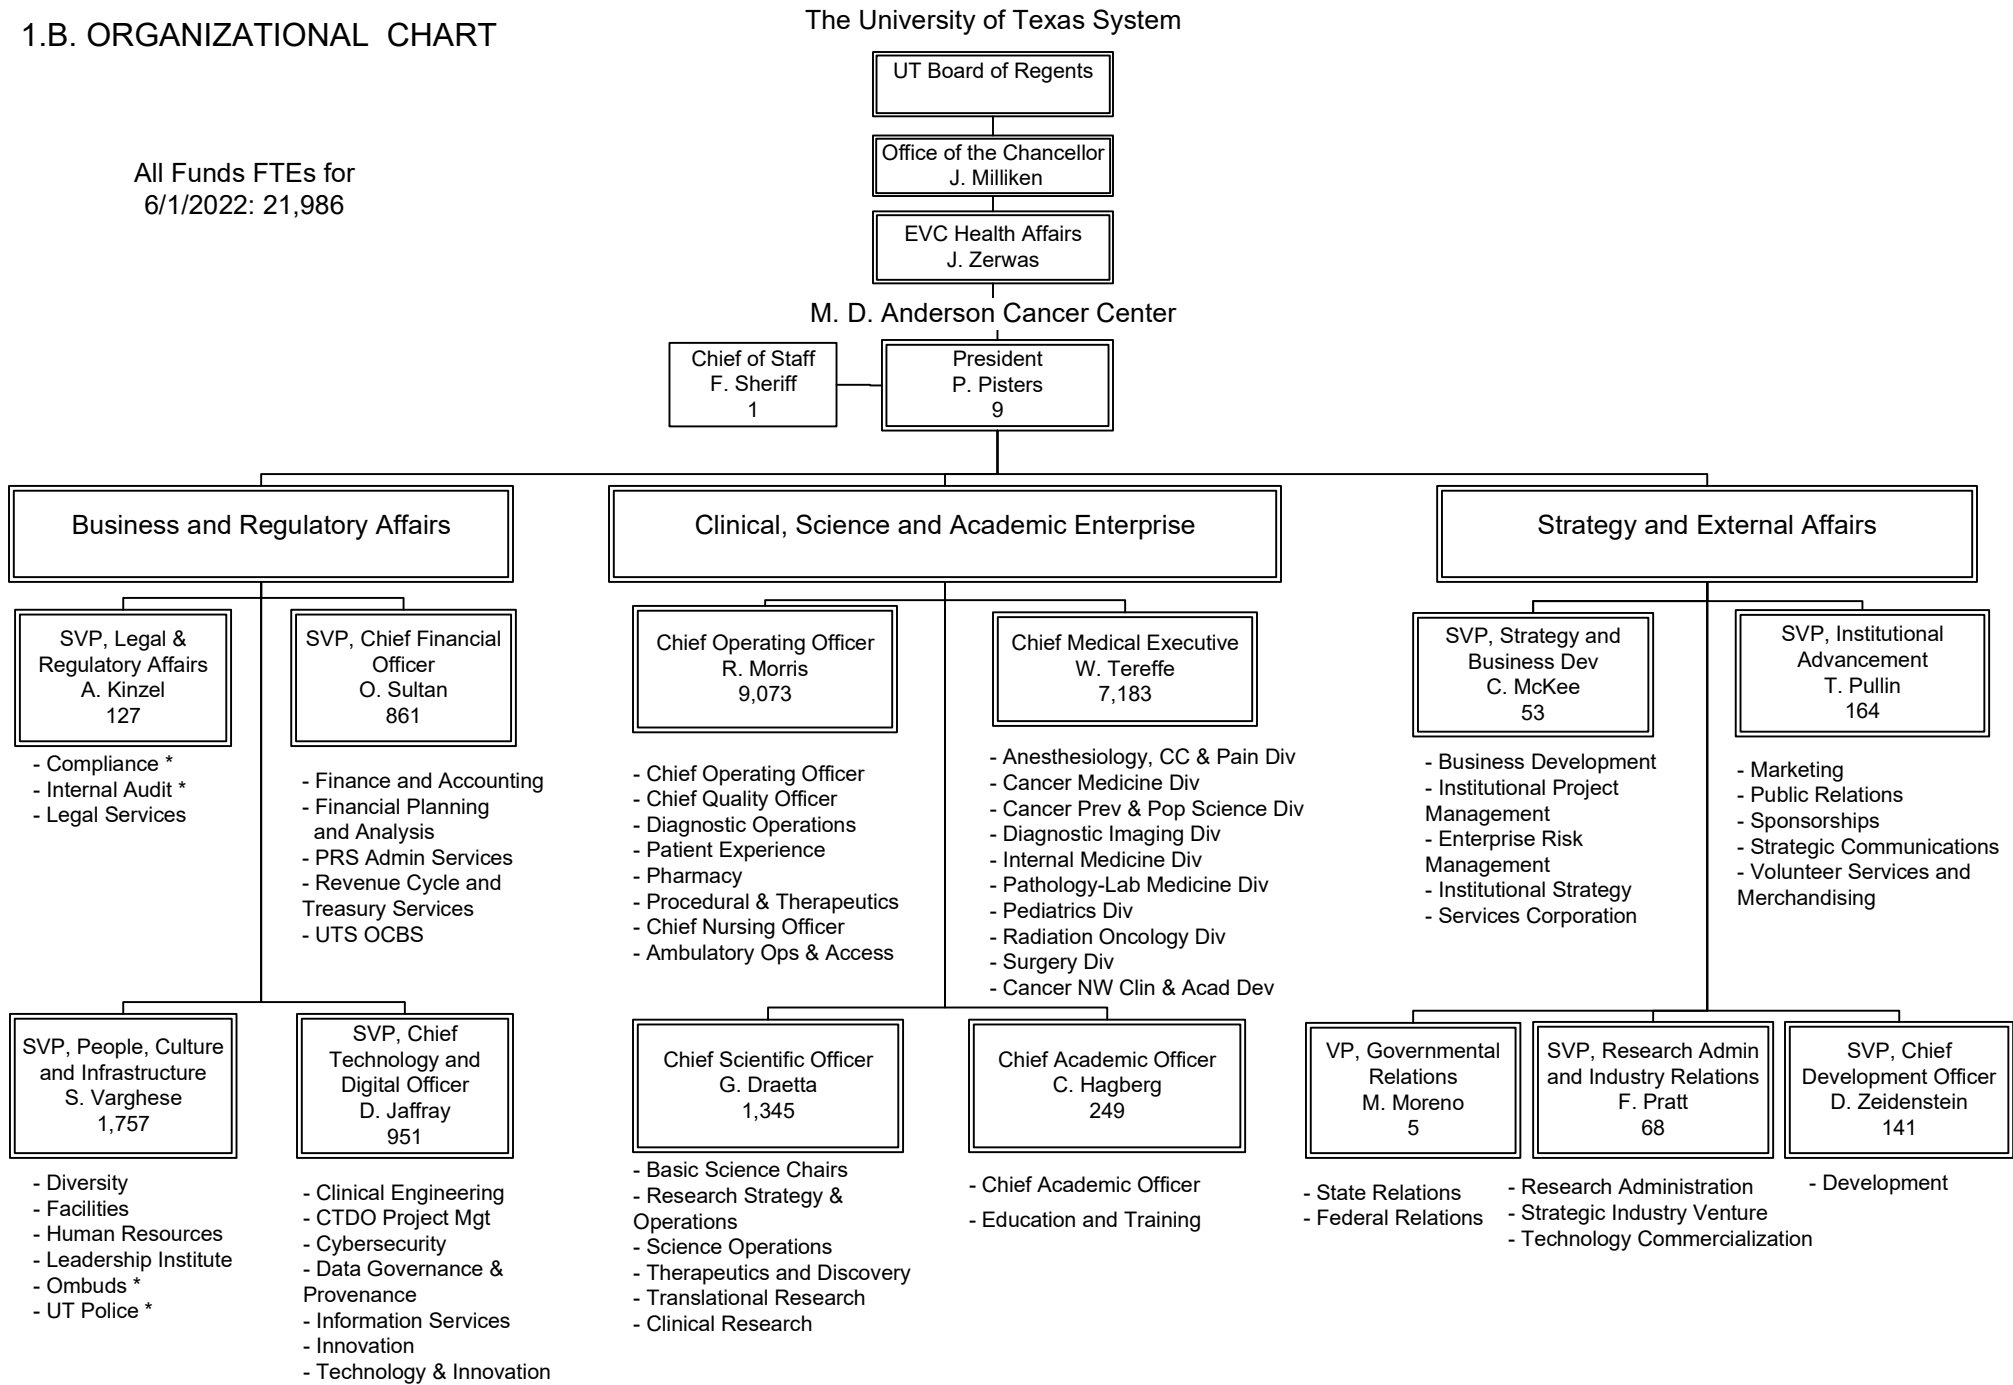 1.B. ORGANIZATIONAL CHART
The University of Texas System
UT Board of Regents
Office of the Chancellor
J. Milliken
All Funds FTEs for
6/1/2022: 21,986
EVC Health Affairs
J. Zerwas
M. D. Anderson Cancer Center
Chief of Staff
F. Sheriff
1
President
P. Pisters
9
Business and Regulatory Affairs
SVP, Legal &
Regulatory Affairs
A. Kinzel
127
- Compliance *
- Internal Audit *
- Legal Services
SVP, Chief Financial
Officer
O. Sultan
861
- Finance and Accounting
- Financial Planning
and Analysis
- PRS Admin Services
- Revenue Cycle and
Treasury Services
- UTS OCBS
SVP, People, Culture
and Infrastructure
S. Varghese
1,757
- Diversity
- Facilities
- Human Resources
- Leadership Institute
- Ombuds *
- UT Police *
SVP, Chief
Technology and
Digital Officer
D. Jaffray
951
- Clinical Engineering
- CTDO Project Mgt
- Cybersecurity
- Data Governance &
Provenance
- Information Services
- Innovation
- Technology & Innovation
Clinical, Science and Academic Enterprise
Chief Operating Officer
R. Morris
9,073
- Chief Operating Officer
- Chief Quality Officer
- Diagnostic Operations
- Patient Experience
- Pharmacy
- Procedural & Therapeutics
- Chief Nursing Officer
- Ambulatory Ops & Access
Chief Medical Executive
W. Tereffe
7,183
- Anesthesiology, CC & Pain Div
- Cancer Medicine Div
- Cancer Prev & Pop Science Div
- Diagnostic Imaging Div
- Internal Medicine Div
- Pathology-Lab Medicine Div
- Pediatrics Div
- Radiation Oncology Div
- Surgery Div
- Cancer NW Clin & Acad Dev
Chief Scientific Officer
G. Draetta
1,345
- Basic Science Chairs
- Research Strategy &
Operations
- Science Operations
- Therapeutics and Discovery
- Translational Research
- Clinical Research
Chief Academic Officer
C. Hagberg
249
- Chief Academic Officer
- Education and Training
Strategy and External Affairs
SVP, Strategy and
Business Dev
C. McKee
53
- Business Development
- Institutional Project
Management
- Enterprise Risk
Management
- Institutional Strategy
- Services Corporation
SVP, Institutional
Advancement
T. Pullin
164
- Marketing
- Public Relations
- Sponsorships
- Strategic Communications
- Volunteer Services and
Merchandising
VP, Governmental
Relations
M. Moreno
5
- State Relations
- Federal Relations
SVP, Research Admin
and Industry Relations
F. Pratt
68
- Research Administration
- Strategic Industry Venture
- Technology Commercialization
SVP, Chief
Development Officer
D. Zeidenstein
141
- Development